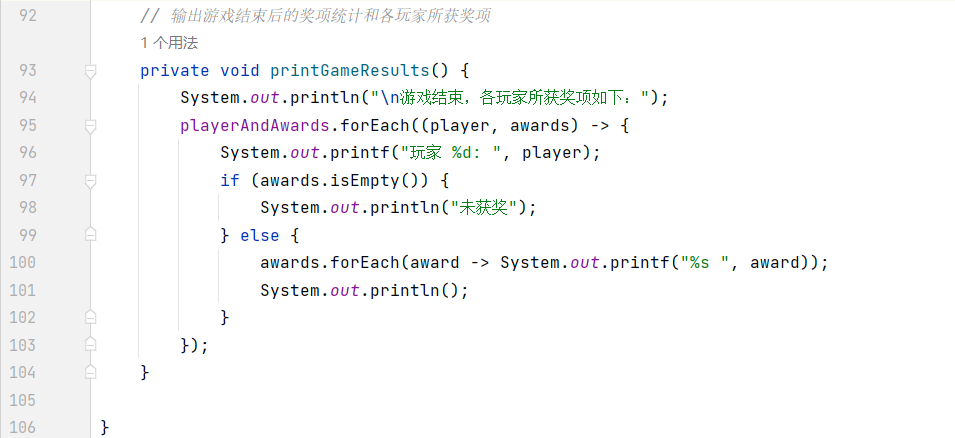 92 // 输出游戏结束后的奖项统计和各玩家所获奖项
1 个用法
93 private void printGameResults() {
94 System.out.println("\n游戏结束，各玩家所获奖项如下：");
95 playerAndAwards.forEach((player, awards) -> {
96 System.out.printf("玩家 %d: ", player);
97 if (awards.isEmpty()) {
98 System.out.println("未获奖");
99 } else {
100 awards.forEach(award -> System.out.printf("%s ", award));
101 System.out.println();
102 }
103 });
104 }
105
106 }